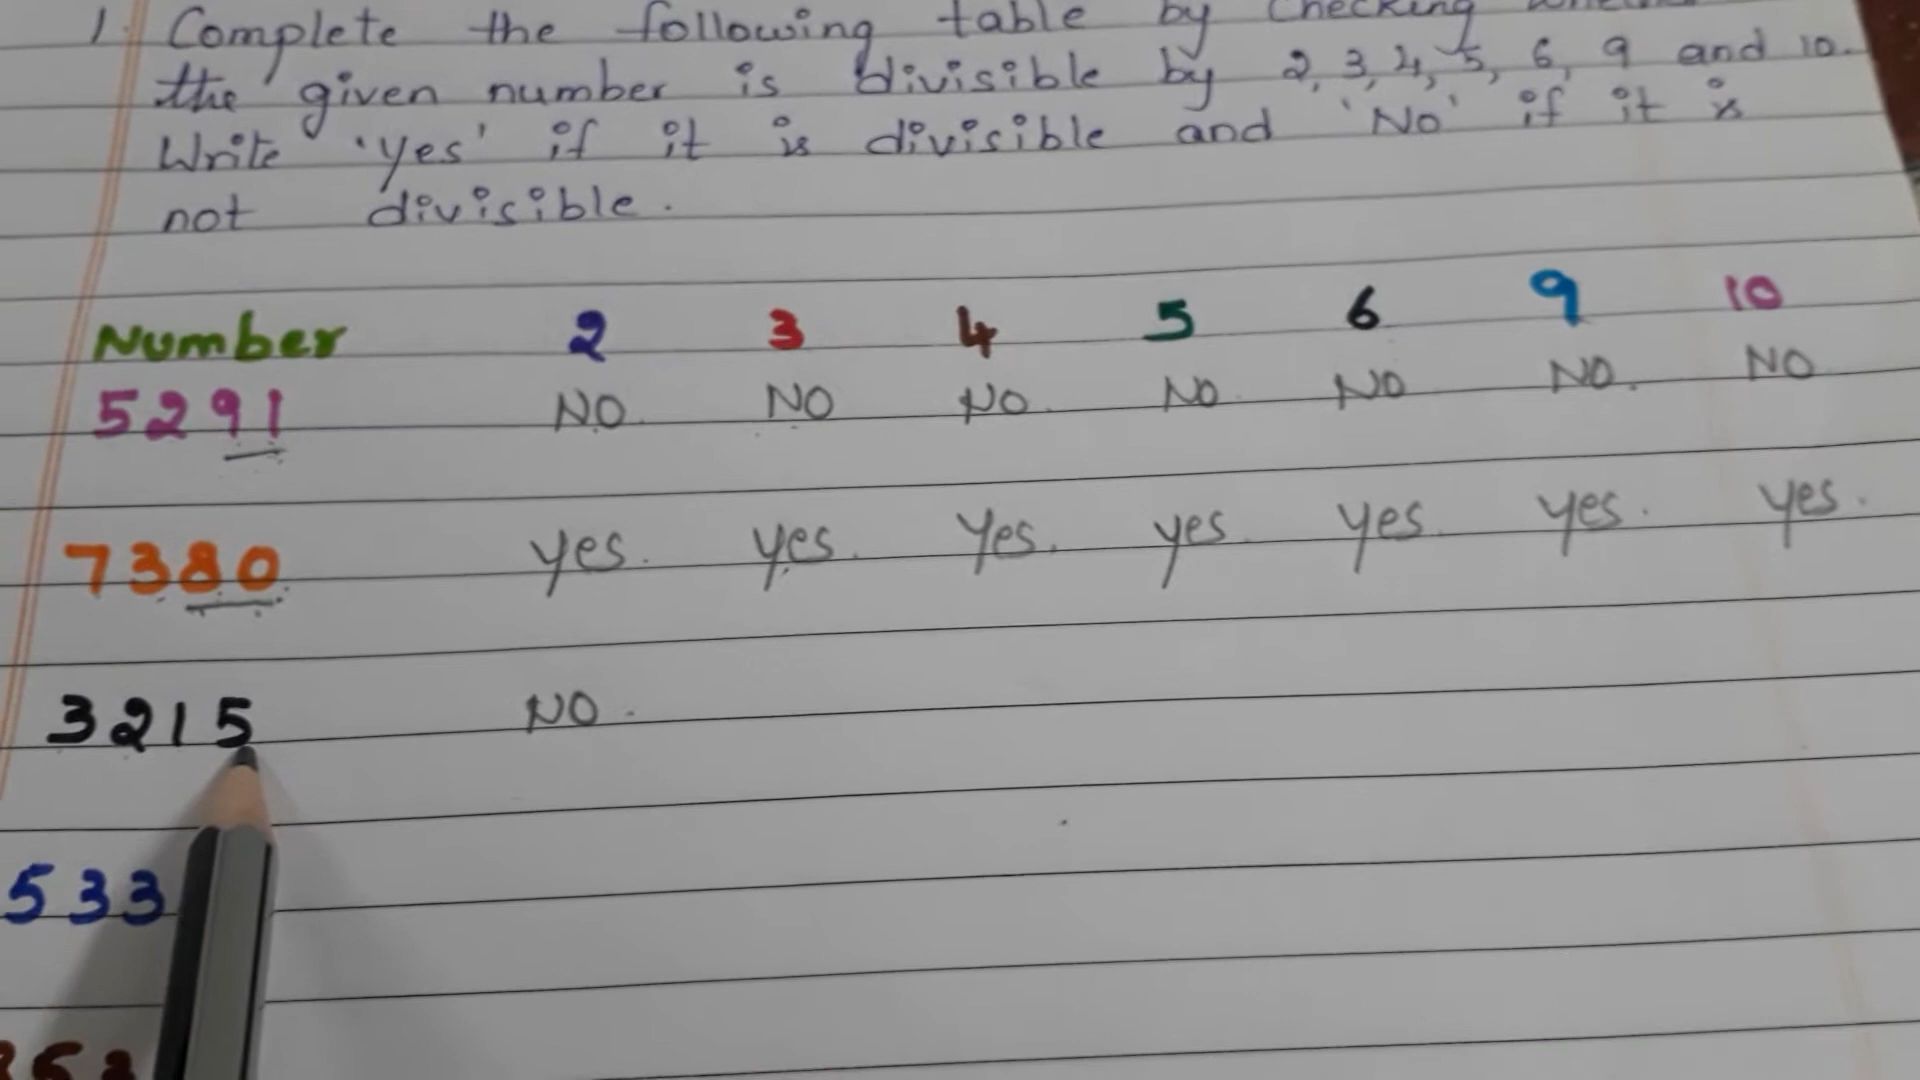 1. Complete the following table by checking
the given number is divisible by 2, 3, 4, 5, 6, 9 and 10.
Write 'yes' if it is divisible and 'No' if it is
not divisible.
Number 2 3 4 5 6 9 10
5291 NO. NO NO. NO. NO NO. NO
7380 yes. yes. yes. yes. yes. yes. yes.
3215 NO.
533